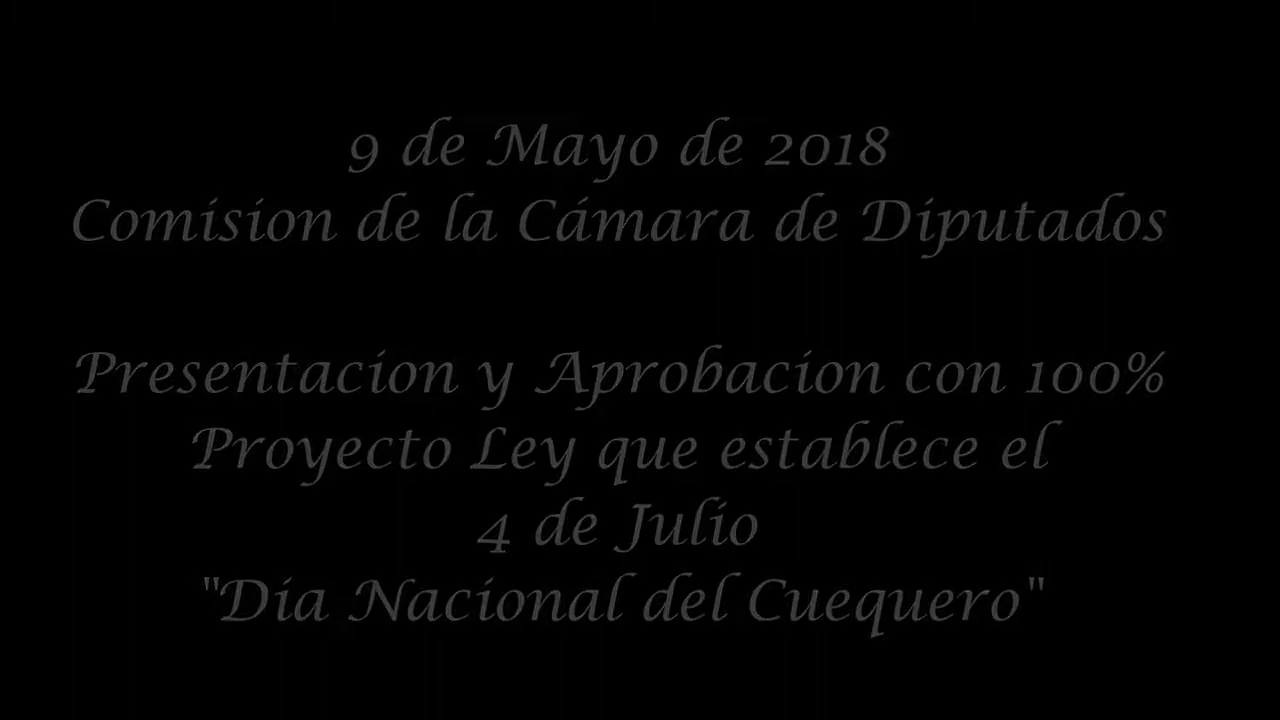 9 de Mayo de 2018
Comision de la Cámara de Diputados
Presentacion y Aprobacion con 100%
Proyecto Ley que establece el
4 de Julio
"Dia Nacional del Cuequero"